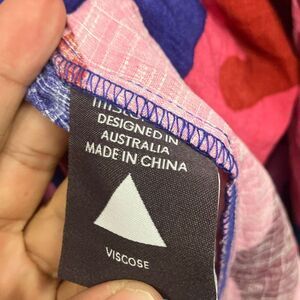 DESIGNED IN
AUSTRALIA
MADE IN CHINA
VISCOSE